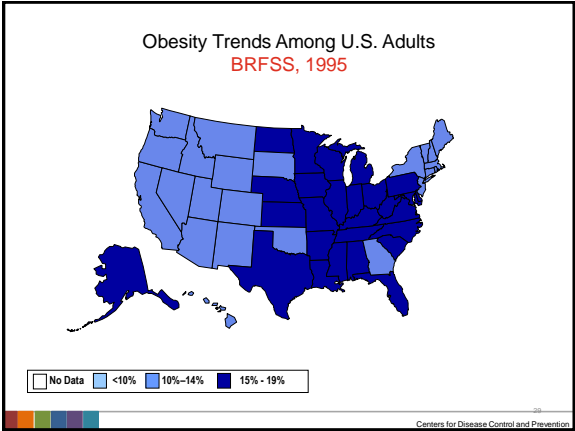 Obesity Trends Among U.S. Adults
BRFSS, 1995
No Data <10% 10%–14% 15% - 19%
29
Centers for Disease Control and Prevention